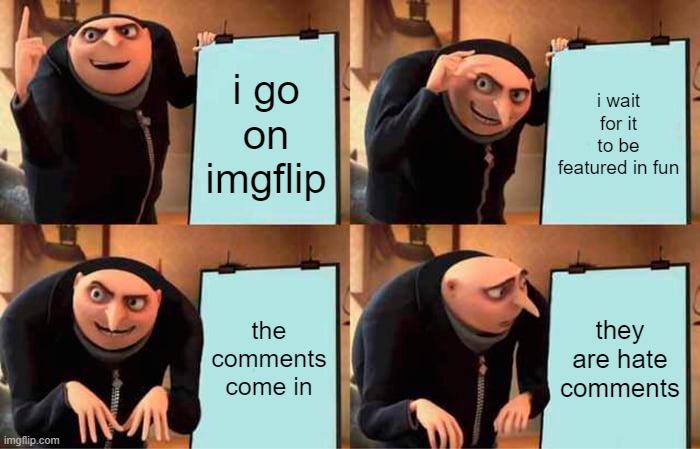 i go
on
imgflip
i wait
for it
to be
featured in fun
the
comments
come in
they
are hate
comments
imgflip.com